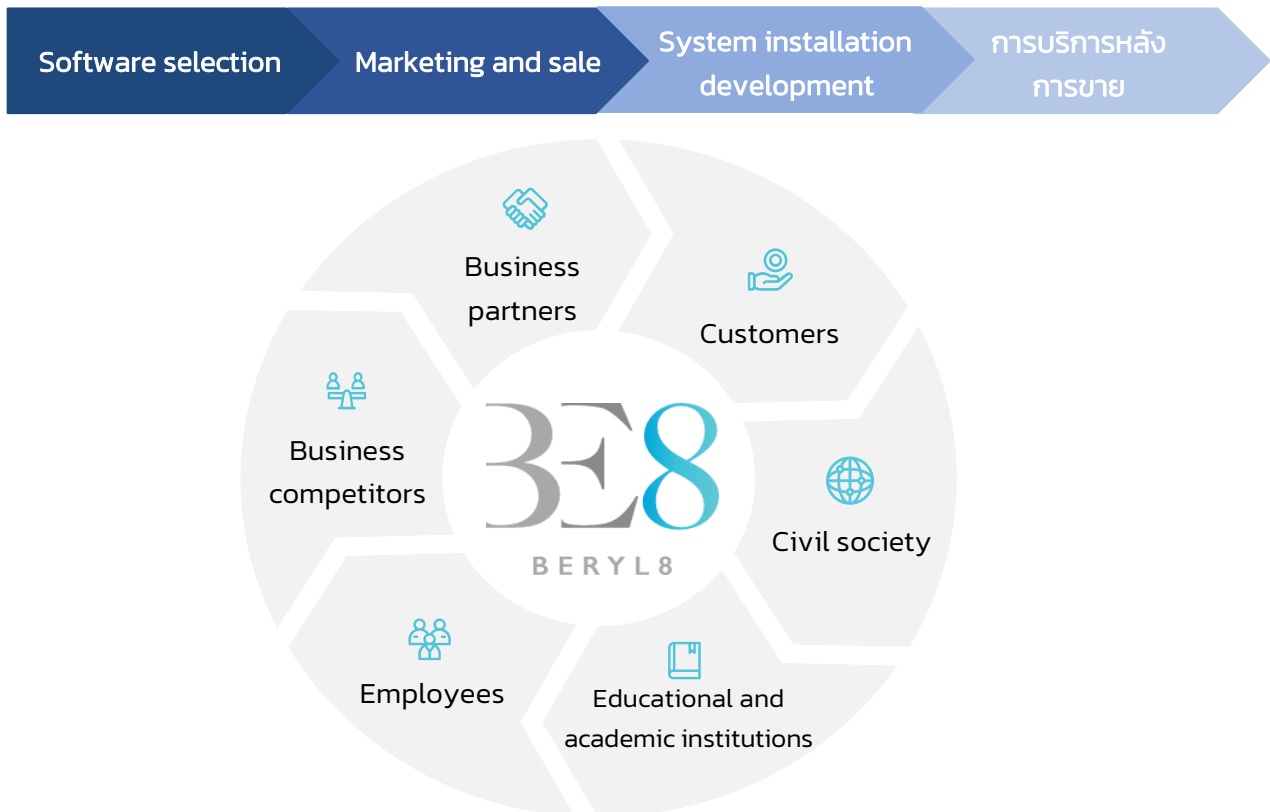 Software selection
Marketing and sale
System installation
development
การบริการหลัง
การขาย
Business
partners
Customers
Business
competitors
BE8
BERYL8
Civil society
Employees
Educational and
academic institutions